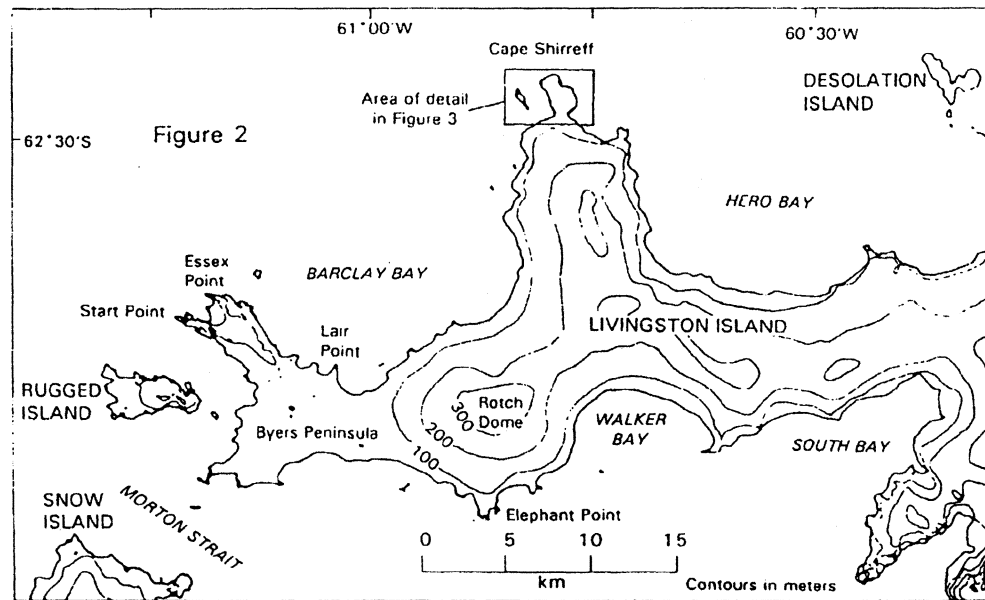 61°00'W
60°30'W
Cape Shirreff
DESOLATION
ISLAND
Area of detail
in Figure 3
62°30'S
Figure 2
HERO BAY
Essex
Point
BARCLAY BAY
Start Point
LIVINGSTON ISLAND
Lair
Point
RUGGED
ISLAND
Rotch
Dome
300
200
100
WALKER
BAY
Byers Peninsula
SOUTH BAY
SNOW
ISLAND
MORTON STRAIT
Elephant Point
0 5 10 15
km
Contours in meters